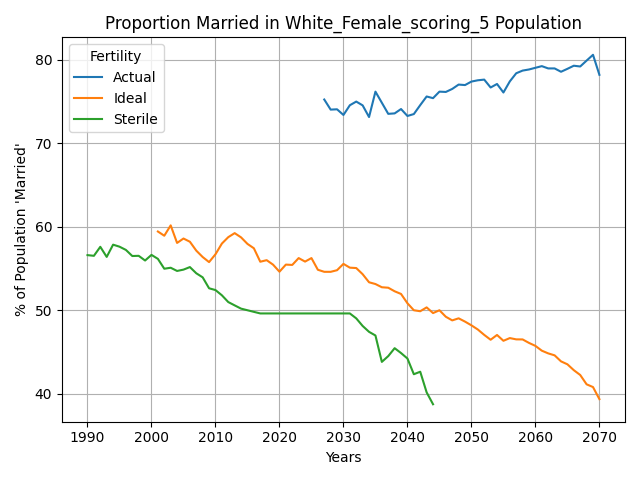 Proportion Married in White_Female_scoring_5 Population
Fertility
Actual
Ideal
Sterile
% of Population 'Married'
80
70
60
50
40
1990 2000 2010 2020 2030 2040 2050 2060 2070
Years